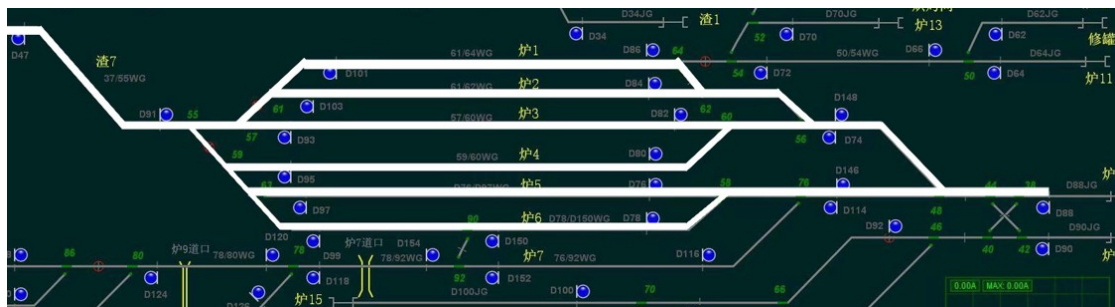 D34JG
渣1
D70JG
炉13
D62JG
修罐
D47
D34
D86
64
52
D70
D66
D62
渣7
61/64WG
炉1
50/54WG
D64JG
37/55WG
D101
54
D72
50
D64
炉11
61/62WG
炉2
D84
D91
55
61
D103
62
D148
57/60WG
炉3
D82
60
57
D93
56
D74
59
59/60WG
炉4
D80
63
D95
炉5
D76
58
76
D146
44
38
D88JG
D97
炉6
D78/D150WG
D78
D114
48
D88
90
D92
46
D90JG
D120
炉7道口
D154
D150
40
42
炉9道口
78
D99
D90
86
80
78/80WG
78/92WG
炉7
76/92WG
D116
D124
D118
92
D152
D126
炉15
D100JG
D100
70
66
0.00A
MAX: 0.00A